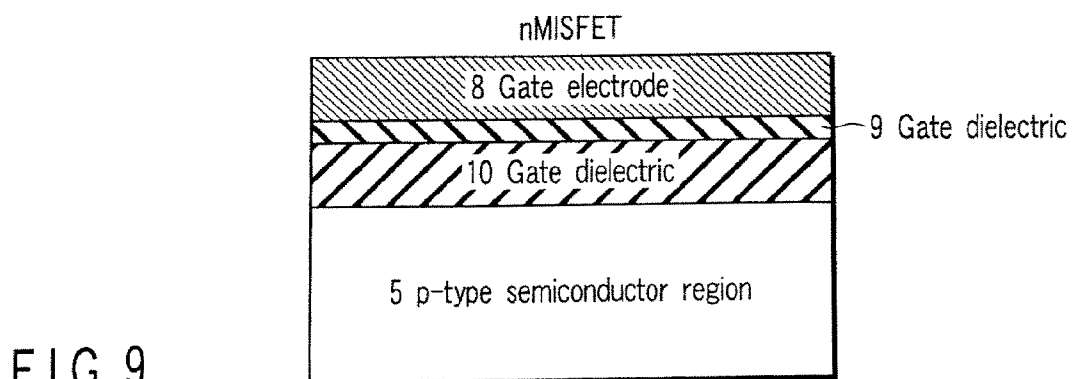 nMISFET
8 Gate electrode
9 Gate dielectric
10 Gate dielectric
5 p-type semiconductor region
FIG. 9